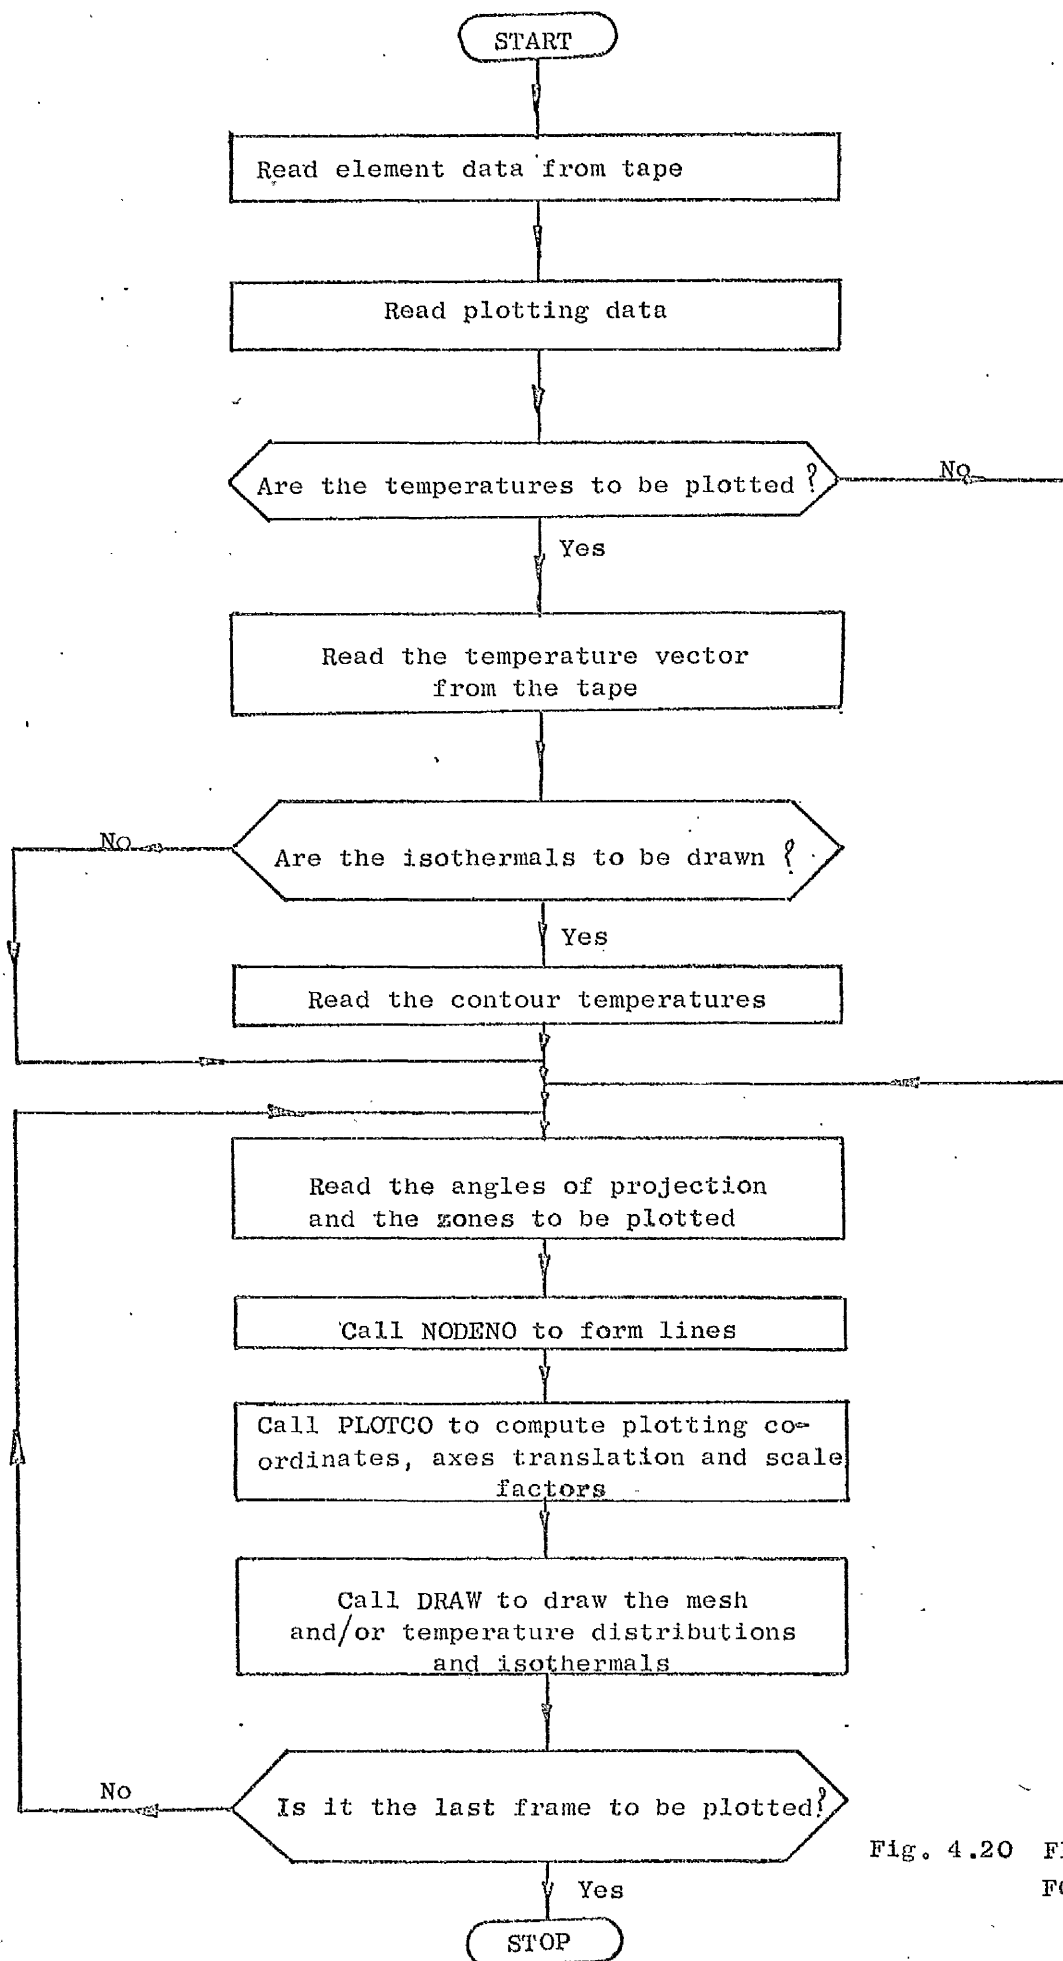 START
Read element data from tape
Read plotting data
Are the temperatures to be plotted ?
No
Yes
Read the temperature vector
from the tape
No
Are the isothermals to be drawn ?
Yes
Read the contour temperatures
Read the angles of projection
and the zones to be plotted
Call NODENO to form lines
Call PLOTCO to compute plotting co-
ordinates, axes translation and scale
factors
Call DRAW to draw the mesh
and/or temperature distributions
and isothermals
No
Is it the last frame to be plotted?
Fig. 4.20
Yes
STOP